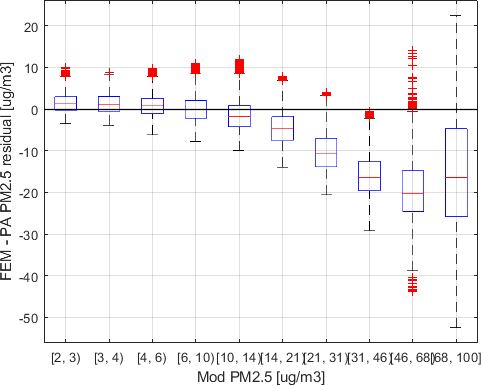 20
10
0
-10
-20
-30
-40
-50
FEM - PA PM2.5 residual [ug/m3]
[2, 3) [3, 4) [4, 6) [6, 10) [10, 14) [14, 21) [21, 31) [31, 46) [46, 68) [68, 100]
Mod PM2.5 [ug/m3]